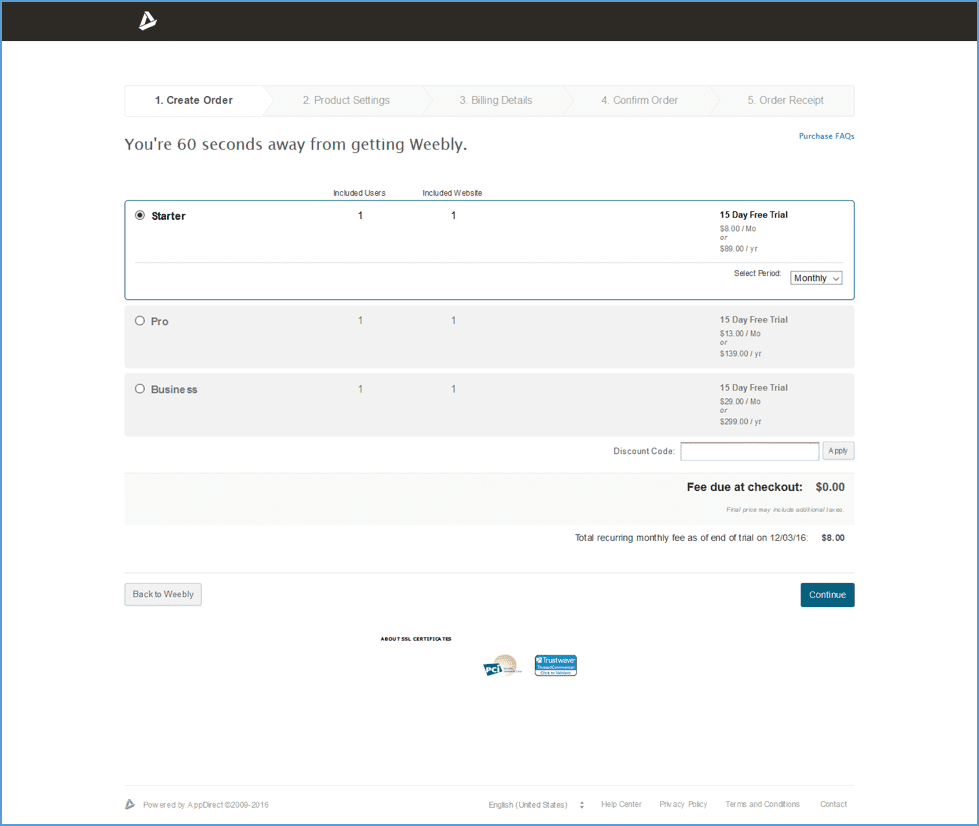 1. Create Order
2. Product Settings
3. Billing Details
4. Confirm Order
5. Order Receipt
You're 60 seconds away from getting Weebly.
Purchase FAQs
Included Users
Included Website
Starter 1 1 15 Day Free Trial
$8.00 / Mo
or
$89.00 / yr
Select Period: Monthly
Pro 1 1 15 Day Free Trial
$13.00 / Mo
or
$139.00 / yr
Business 1 1 15 Day Free Trial
$29.00 / Mo
or
$299.00 / yr
Discount Code: Apply
Fee due at checkout: $0.00
Final price may include additional taxes.
Total recurring monthly fee as of end of trial on 12/03/16: $8.00
Back to Weebly
Continue
ABOUT SSL CERTIFICATES
PCI
Trustwave
Trusted Commerce
Click to Validate
Powered by AppDirect ©2009-2016
English (United States)
Help Center
Privacy Policy
Terms and Conditions
Contact